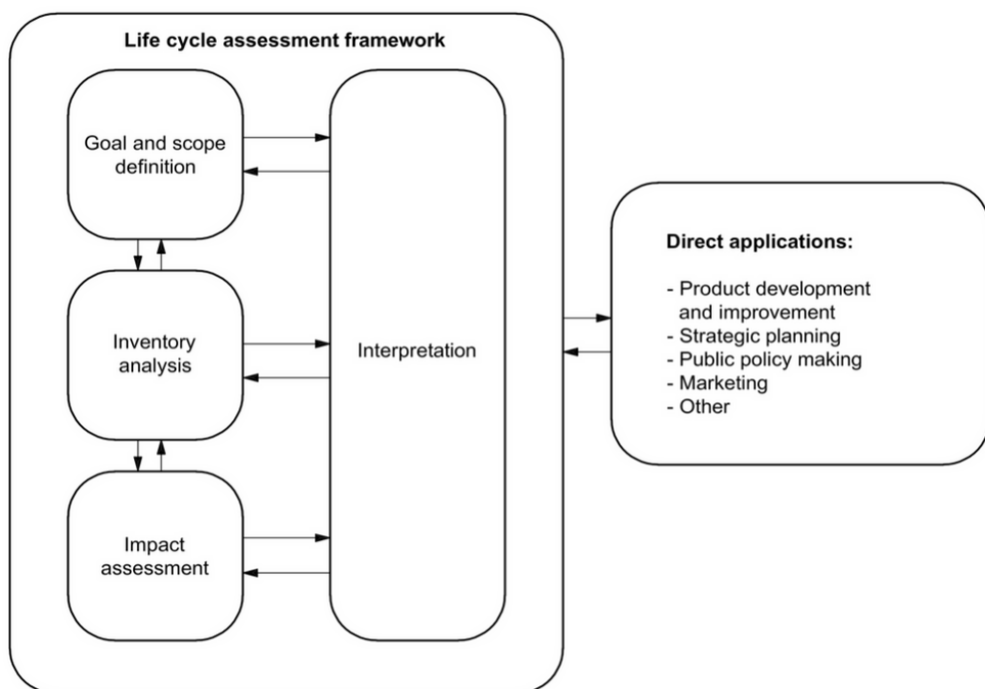 Life cycle assessment framework
Goal and scope
definition
Inventory
analysis
Impact
assessment
Interpretation
Direct applications:
- Product development
and improvement
- Strategic planning
- Public policy making
- Marketing
- Other